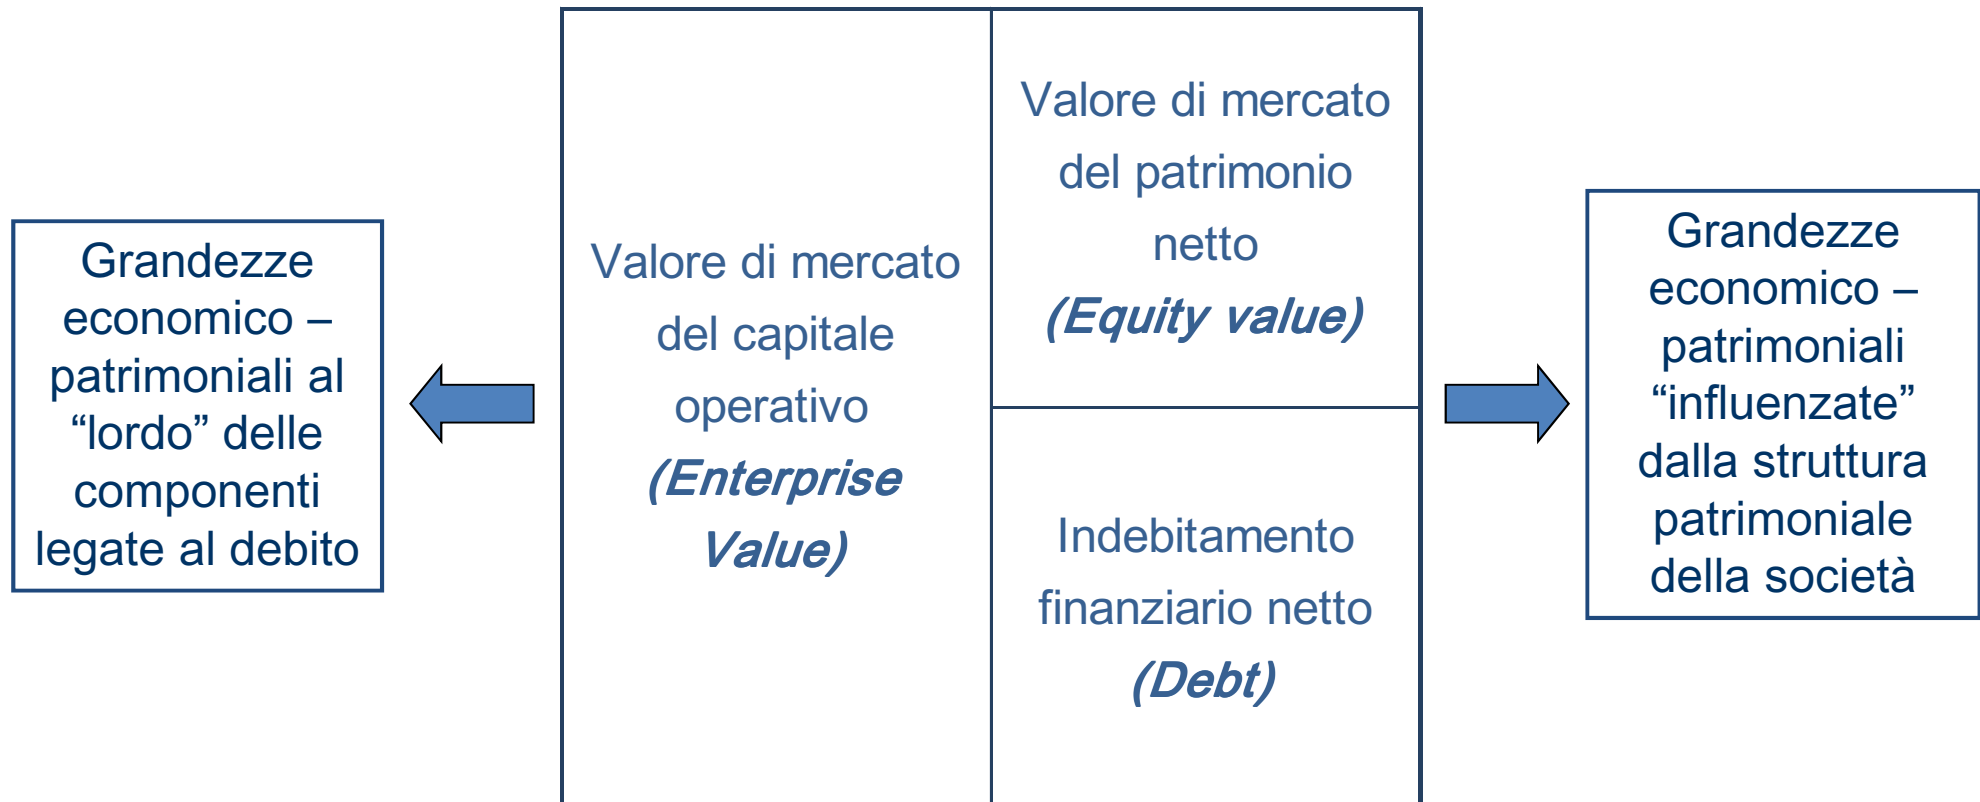 Grandezze
economico –
patrimoniali al
“lordo” delle
componenti
legate al debito
Valore di mercato
del capitale
operativo
(Enterprise
Value)
Valore di mercato
del patrimonio
netto
(Equity value)
Indebitamento
finanziario netto
(Debt)
Grandezze
economico –
patrimoniali
“influenzate”
dalla struttura
patrimoniale
della società